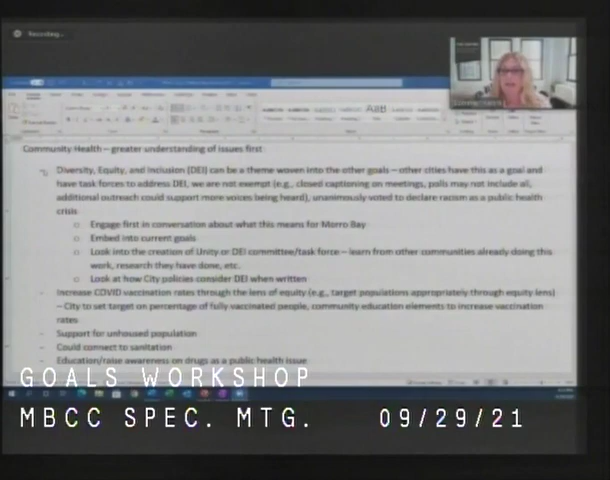 Recording...
Community Health – greater understanding of issues first
- Diversity, Equity, and Inclusion (DEI) can be a theme woven into the other goals – other cities have this as a goal and
have task forces to address DEI, we are not exempt (e.g., closed captioning on meetings, polls may not include all,
additional outreach could support more voices being heard), unanimously voted to declare racism as a public health
crisis
o Engage first in conversation about what this means for Morro Bay
o Embed into current goals
o Look into the creation of Unity or DEI committee/task force – learn from other communities already doing this
work, research they have done, etc.
o Look at how City policies consider DEI when written
- Increase COVID vaccination rates through the lens of equity (e.g., target populations appropriately through equity lens)
– City to set target on percentage of fully vaccinated people, community education elements to increase vaccination
rates
- Support for unhoused population
- Could connect to sanitation
- Education/raise awareness on drugs as a public health issue
GOALS WORKSHOP
MBCC SPEC. MTG. 09/29/21